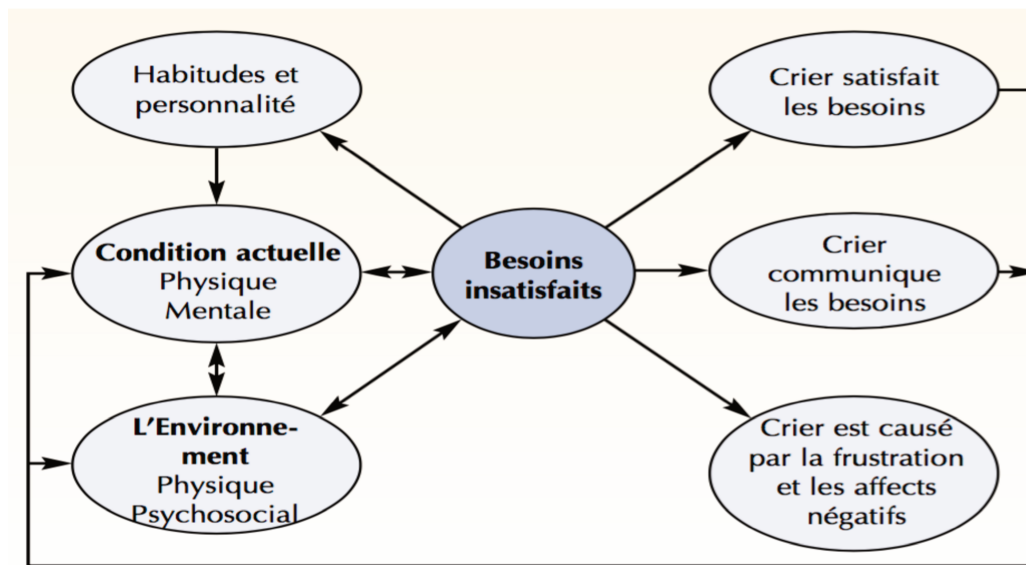 Habitudes et
personnalité
Condition actuelle
Physique
Mentale
L'Environne-
ment
Physique
Psychosocial
Besoins
insatisfaits
Crier satisfait
les besoins
Crier
communique
les besoins
Crier est causé
par la frustration
et les affects
négatifs